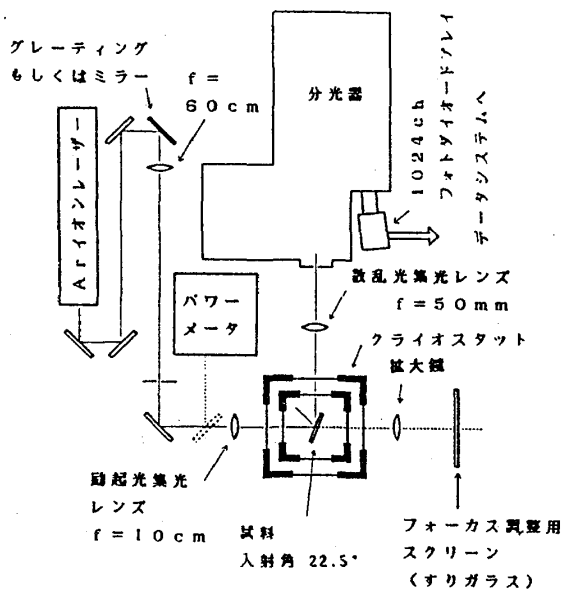 グレーティング
もしくはミラー
f=
60cm
Arイオンレーザー
分光器
1024ch
フォトダイオードアレイ
データシステムへ
パワー
メータ
散乱光集光レンズ
f=50mm
クライオスタット
拡大鏡
励起光集光
レンズ
f=10cm
試料
入射角 22.5°
フォーカス調整用
スクリーン
(すりガラス)